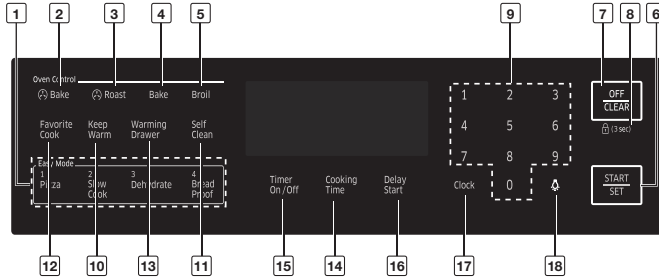 1
2
3
4
5
9
7
8
6
Oven Control
Bake
Roast
Bake
Broil
1 2 3
OFF
CLEAR
(3 sec)
Favorite
Cook
Keep
Warm
Warming
Drawer
Self
Clean
4 5 6
7 8 9
Easy Mode
1
Pizza
2
Slow
Cook
3
Dehydrate
4
Bread
Proof
Timer
On/Off
Cooking
Time
Delay
Start
Clock
0
START
SET
12
10
13
11
15
14
16
17
18